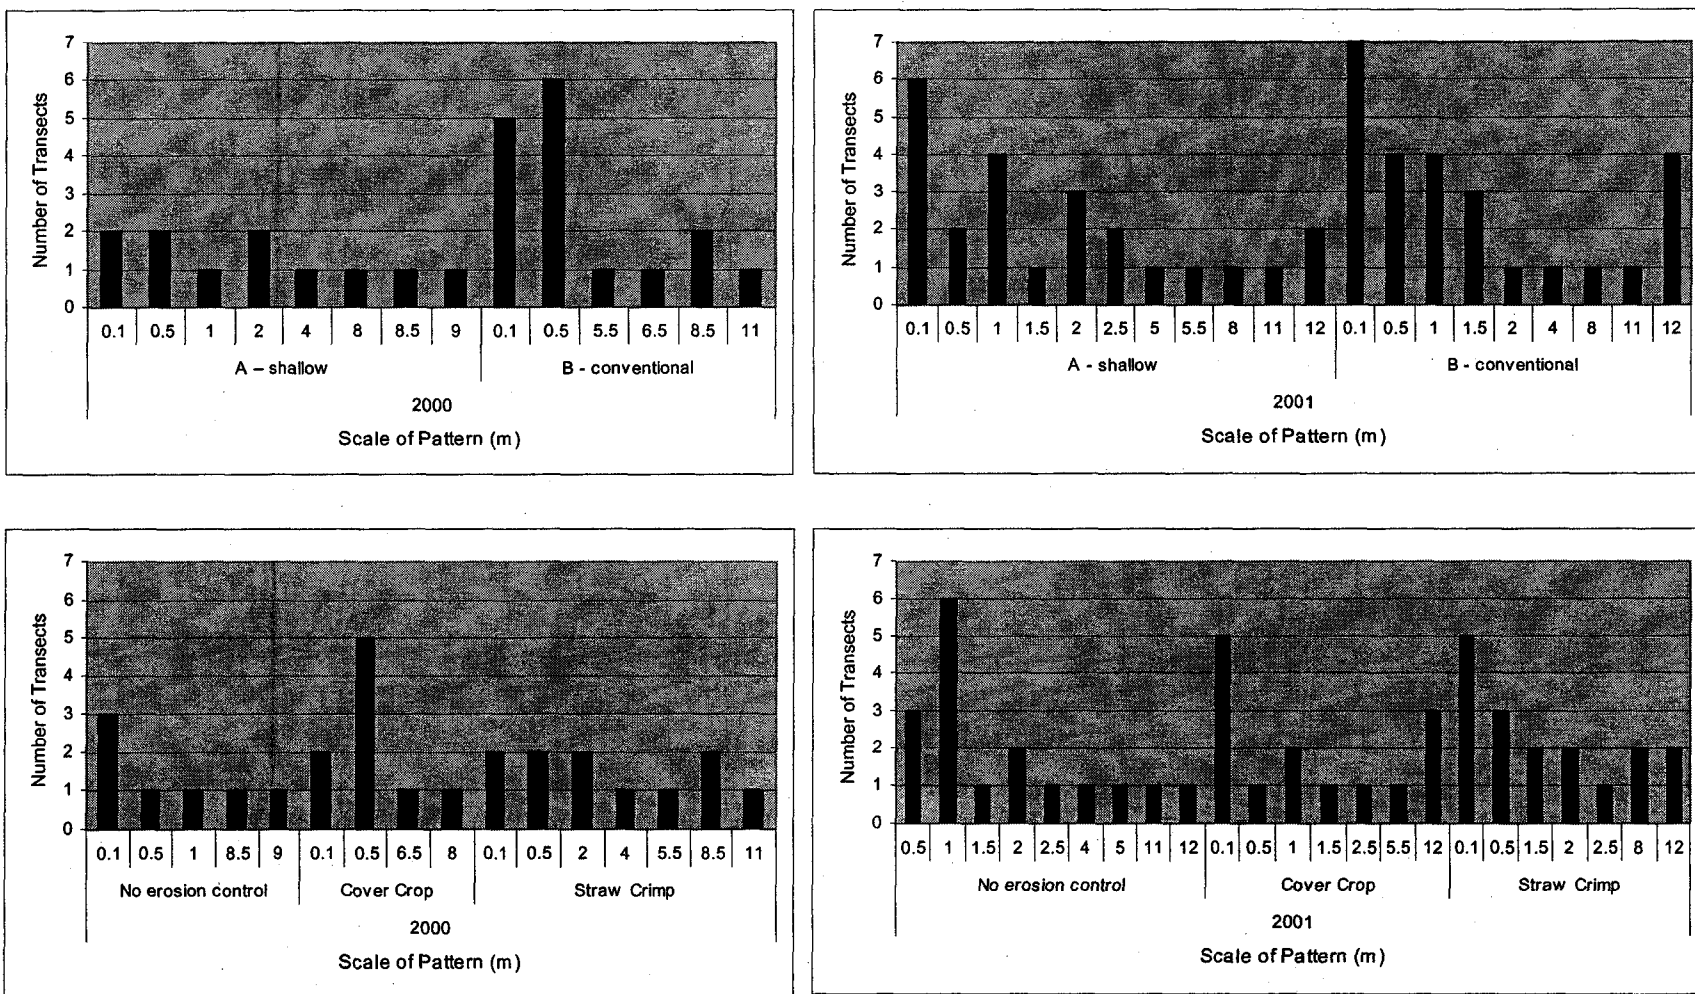 7
6
5
4
3
2
1
0
Number of Transects
0.1 0.5 1 2 4 8 8.5 9 0.1 0.5 5.5 6.5 8.5 11
A – shallow B - conventional
2000
Scale of Pattern (m)
7
6
5
4
3
2
1
0
Number of Transects
0.1 0.5 1 1.5 2 2.5 5 5.5 8 11 12 0.1 0.5 1 1.5 2 4 8 11 12
A - shallow B - conventional
2001
Scale of Pattern (m)
7
6
5
4
3
2
1
0
Number of Transects
0.1 0.5 1 8.5 9 0.1 0.5 6.5 8 0.1 0.5 2 4 5.5 8.5 11
No erosion control Cover Crop Straw Crimp
2000
Scale of Pattern (m)
7
6
5
4
3
2
1
0
Number of Transects
0.5 1 1.5 2 2.5 4 5 11 12 0.1 0.5 1 1.5 2.5 5.5 12 0.1 0.5 1.5 2 2.5 8 12
No erosion control Cover Crop Straw Crimp
2001
Scale of Pattern (m)